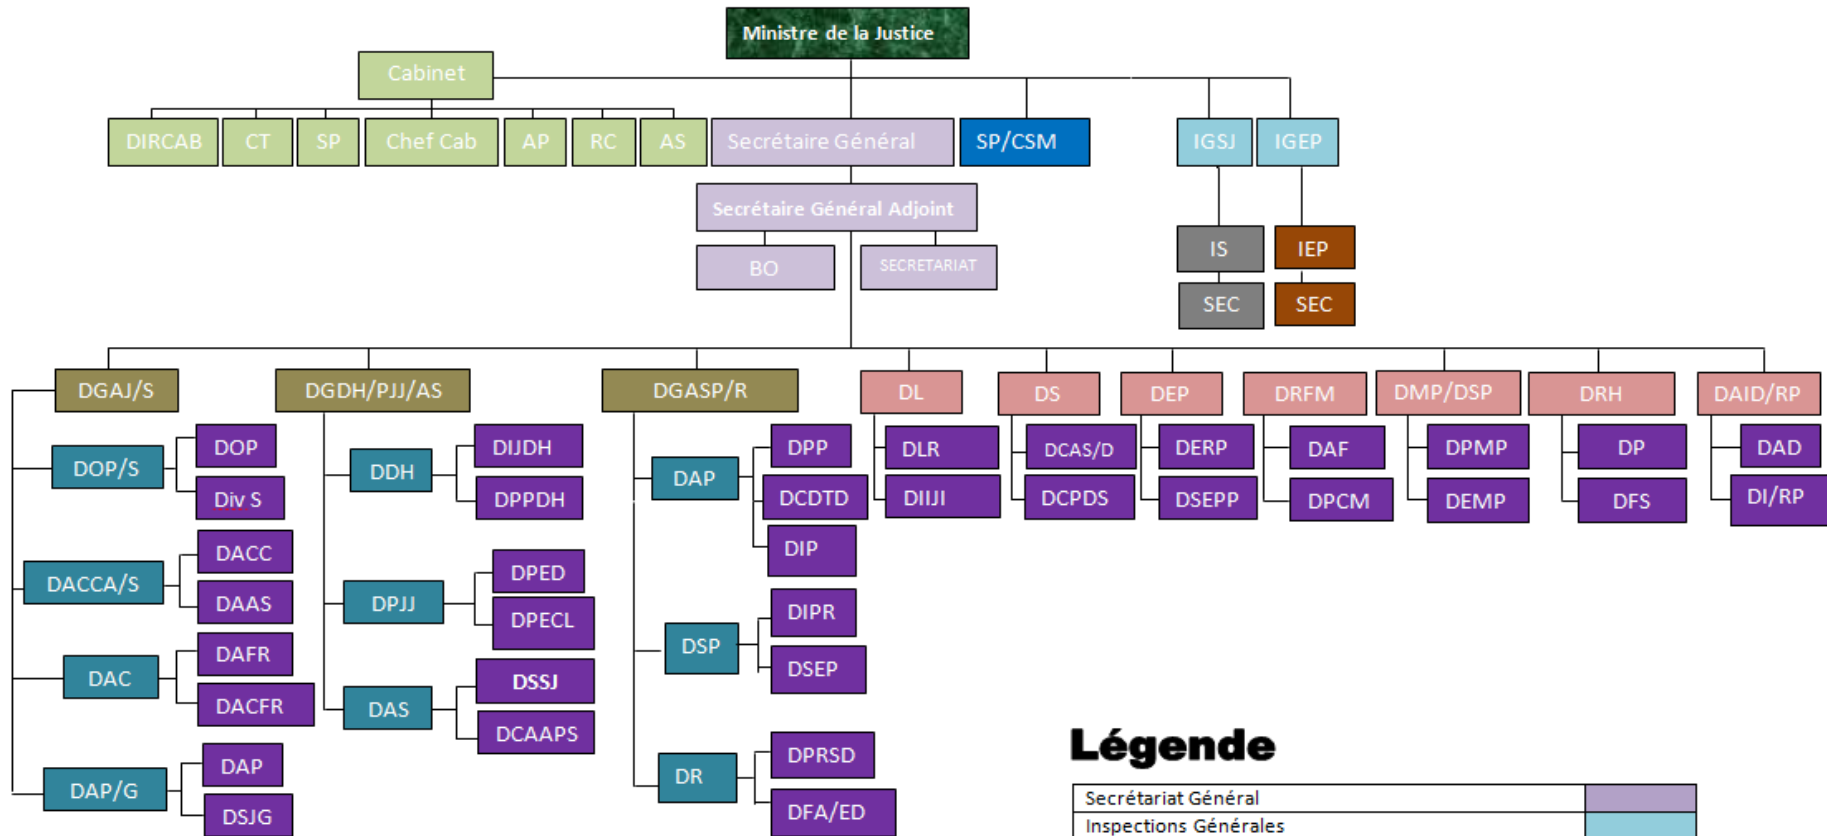 Ministre de la Justice
Cabinet
DIRCAB
CT
SP
Chef Cab
AP
RC
AS
Secrétaire Général
SP/CSM
IGSJ
IGEP
Secrétaire Général Adjoint
BO
SECRETARIAT
IS
IEP
SEC
SEC
DGAJ/S
DGDH/PJJ/AS
DGASP/R
DL
DS
DEP
DRFM
DMP/DSP
DRH
DAID/RP
DOP/S
DOP
Div S
DACCA/S
DACC
DAAS
DAC
DAFR
DACFR
DAP/G
DAP
DSJG
DDH
DIJDH
DPPDH
DPJJ
DPED
DPECL
DAS
DSSJ
DCAAPS
DAP
DPP
DCDTD
DIP
DSP
DIPR
DSEP
DR
DPRSD
DFA/ED
DLR
DIIJI
DCAS/D
DCPDS
DERP
DSEPP
DAF
DPCM
DPMP
DEMP
DP
DFS
DAD
DI/RP
Légende
Secrétariat Général
Inspections Générales